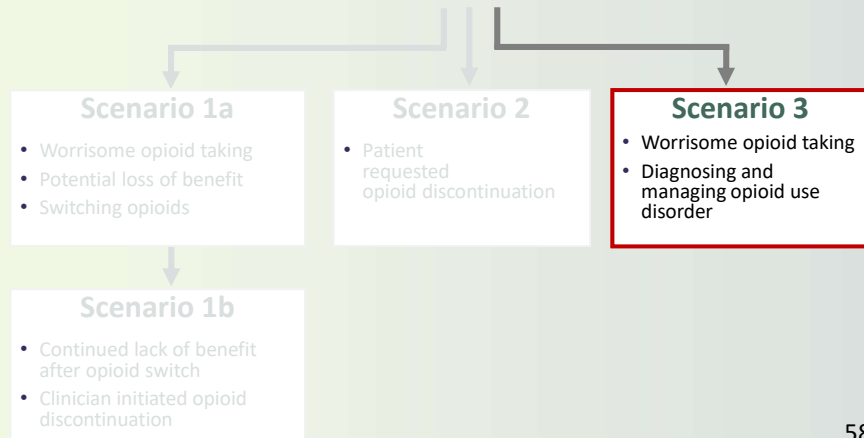 Scenario 1a
• Worrisome opioid taking
• Potential loss of benefit
• Switching opioids
Scenario 2
• Patient
requested
opioid discontinuation
Scenario 3
• Worrisome opioid taking
• Diagnosing and
managing opioid use
disorder
Scenario 1b
• Continued lack of benefit
after opioid switch
• Clinician initiated opioid
discontinuation
58